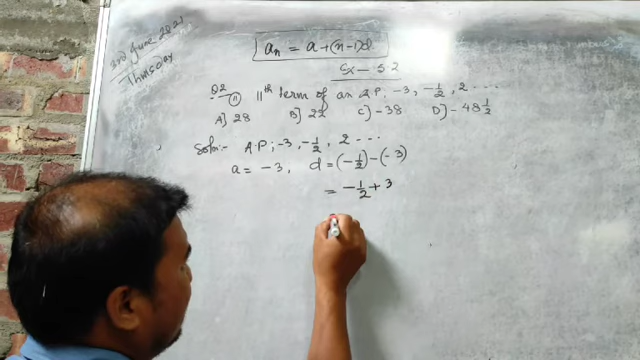 3rd June 2021
Thursday
an = a + (n-1)d
Ex - 5.2
Q2
(ii) 11th term of an A.P; -3, -1/2, 2 ...
A] 28 B] 22 C] -38 D] -48 1/2
Soln:- A.P; -3, -1/2, 2 ...
a = -3, d = (-1/2) - (-3)
= -1/2 + 3